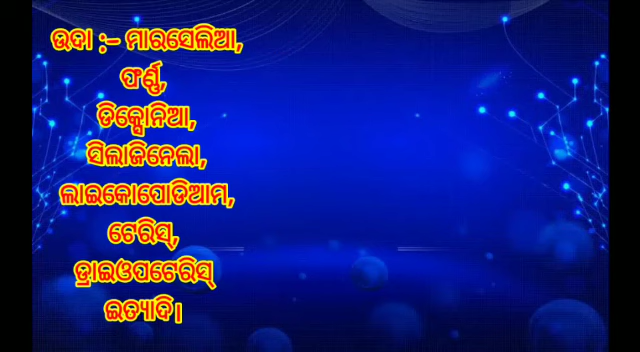 ଉଦା :– ମାରସେଲିଆ,
ଫର୍ଣ୍ଣ,
ଡିକ୍ସୋନିଆ,
ସିଲାଜିନେଲା,
ଲାଇକୋପୋଡିଆମ,
ଟେରିସ୍,
ଡ୍ରାଇଓପଟେରିସ୍
ଇତ୍ୟାଦି।